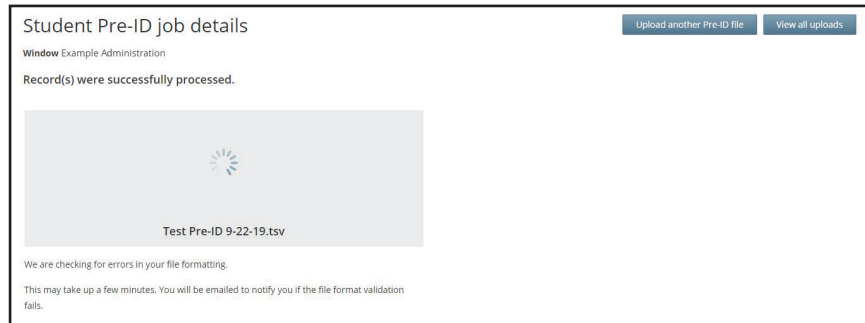 Student Pre-ID job details
Upload another Pre-ID file
View all uploads
Window Example Administration
Record(s) were successfully processed.
Test Pre-ID 9-22-19.tsv
We are checking for errors in your file formatting.
This may take up a few minutes. You will be emailed to notify you if the file format validation
fails.